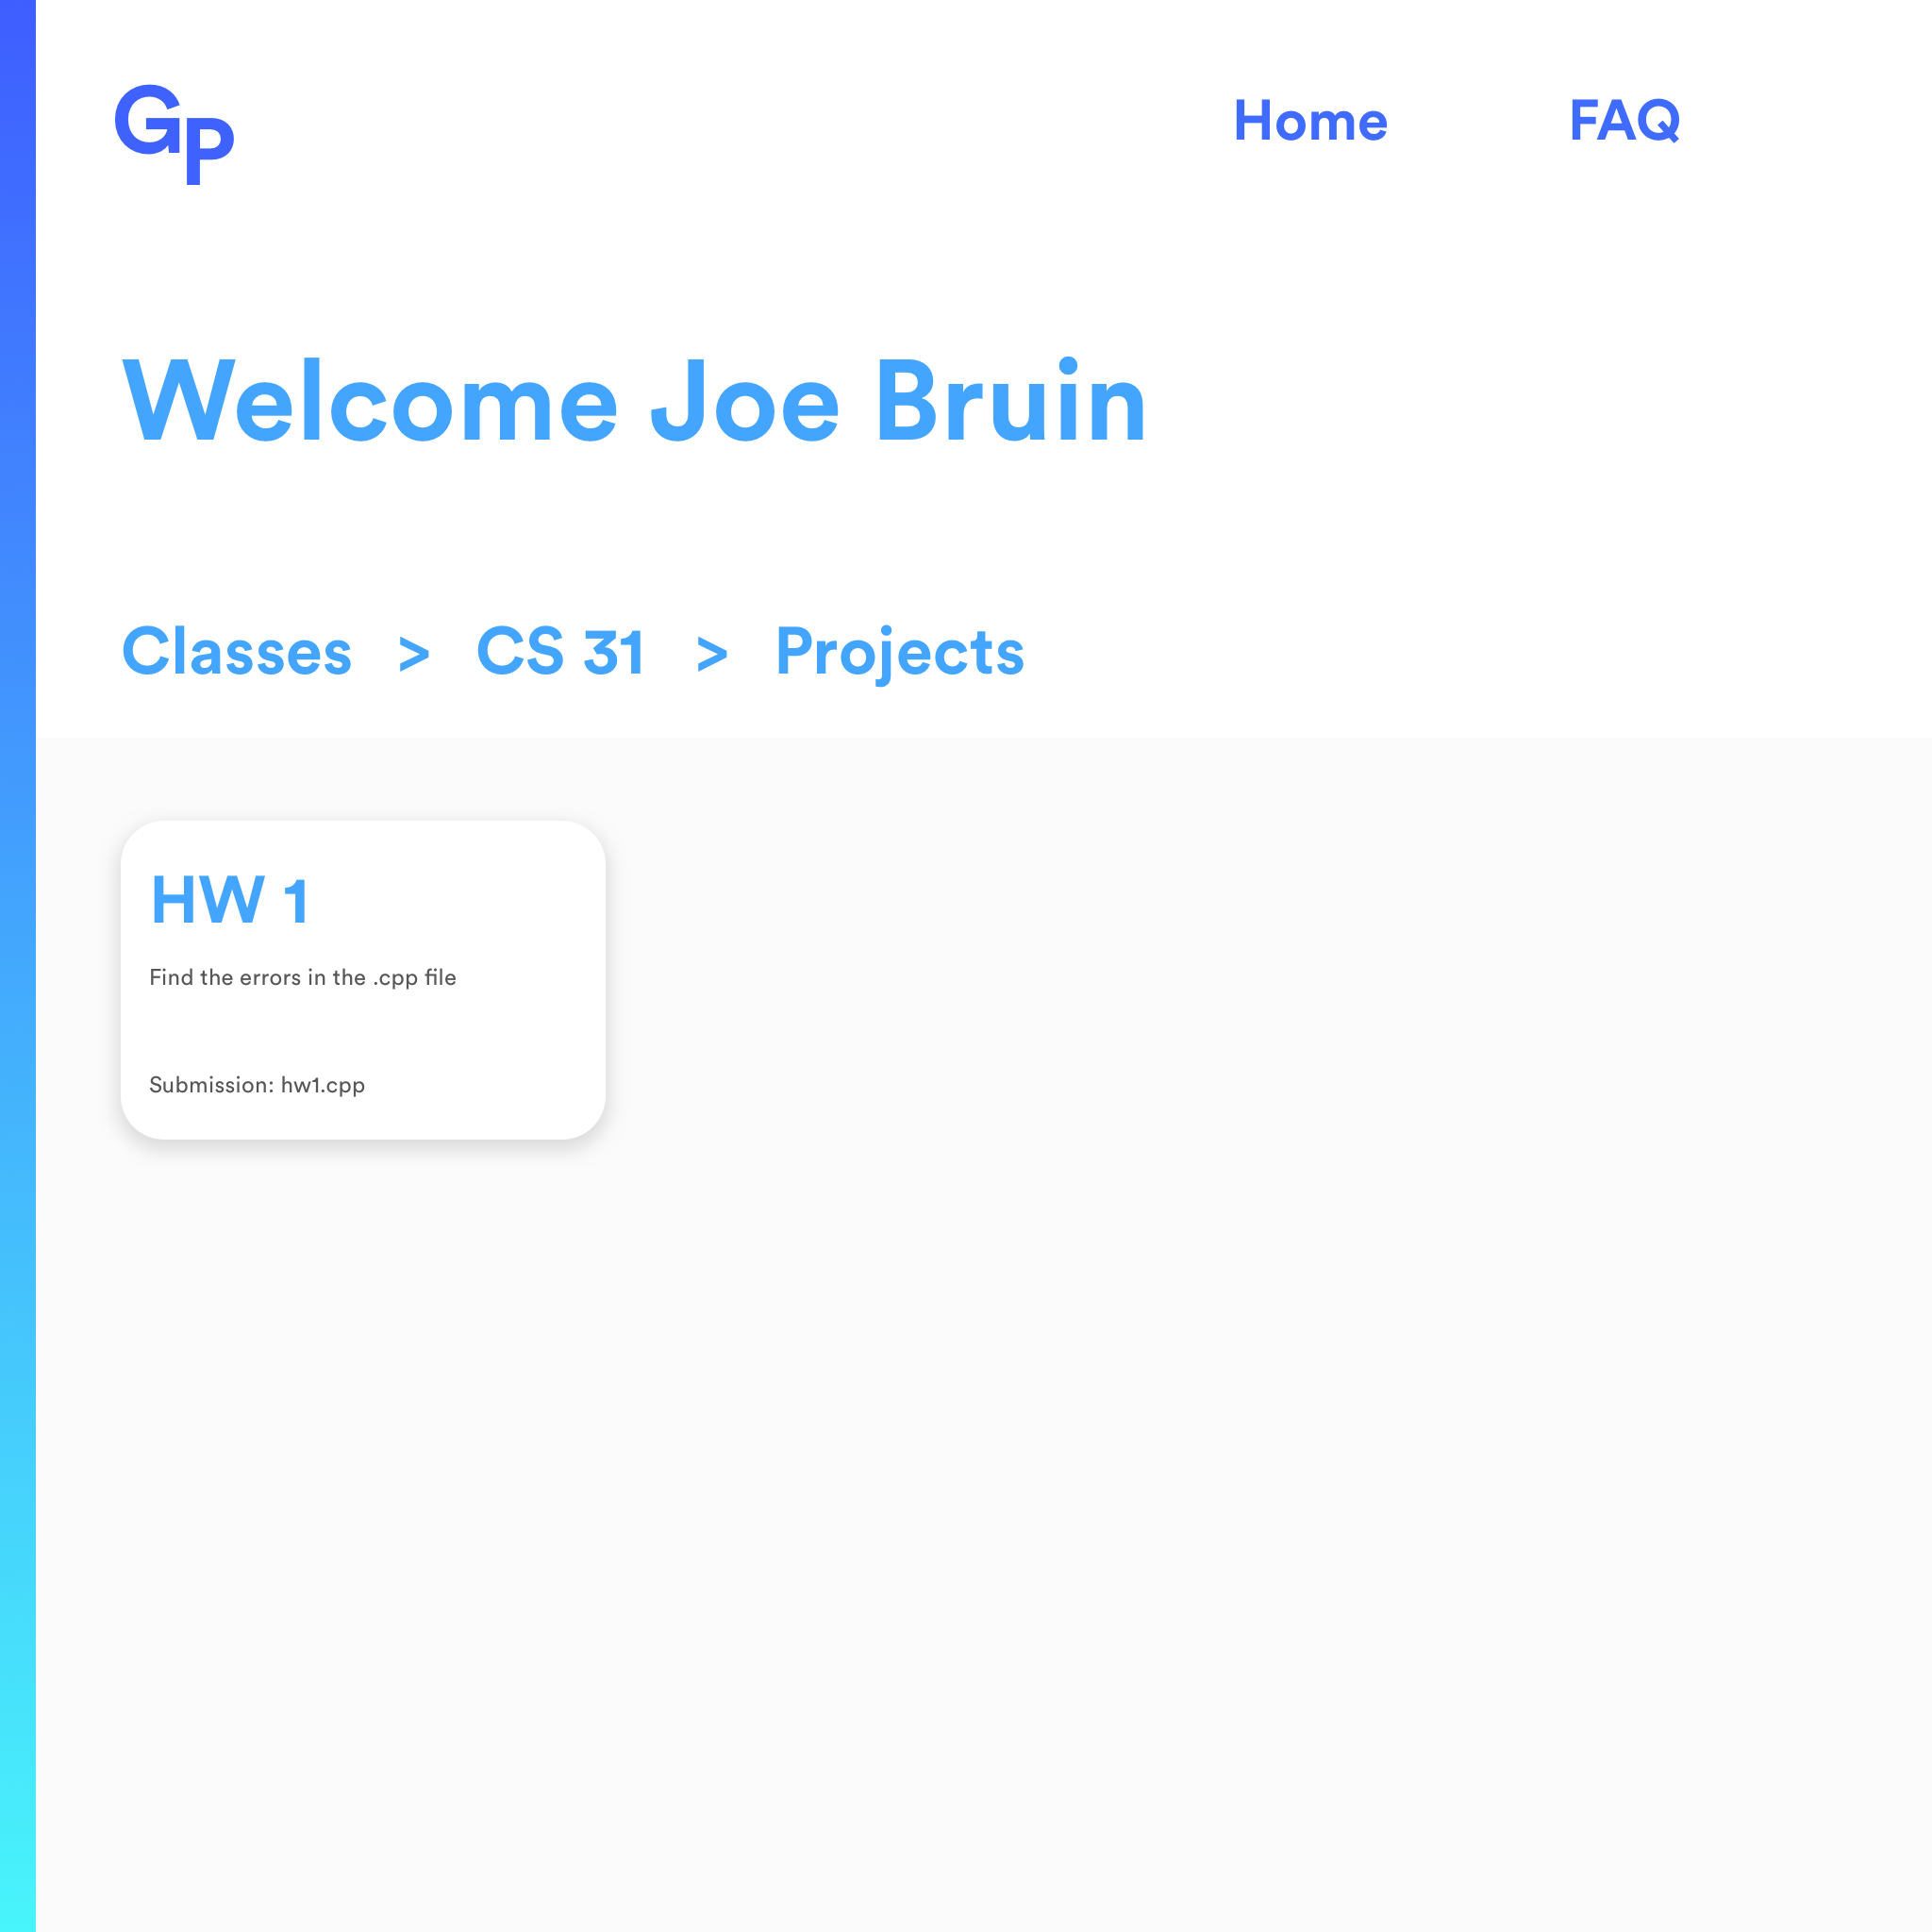 GP
Home FAQ
Welcome Joe Bruin
Classes > CS 31 > Projects
HW 1
Find the errors in the .cpp file
Submission: hw1.cpp